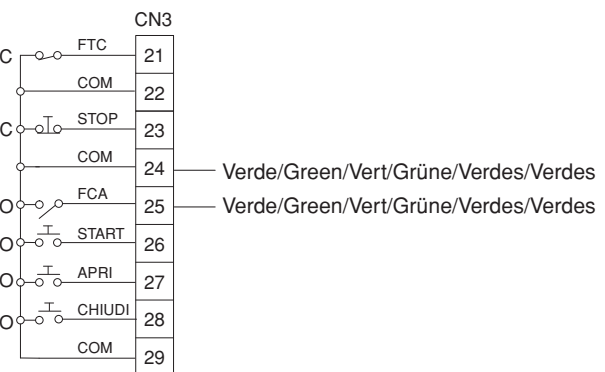 CN3
C FTC 21
COM 22
C STOP 23
COM 24 Verde/Green/Vert/Grüne/Verdes/Verdes
O FCA 25 Verde/Green/Vert/Grüne/Verdes/Verdes
O START 26
O APRI 27
O CHIUDI 28
COM 29